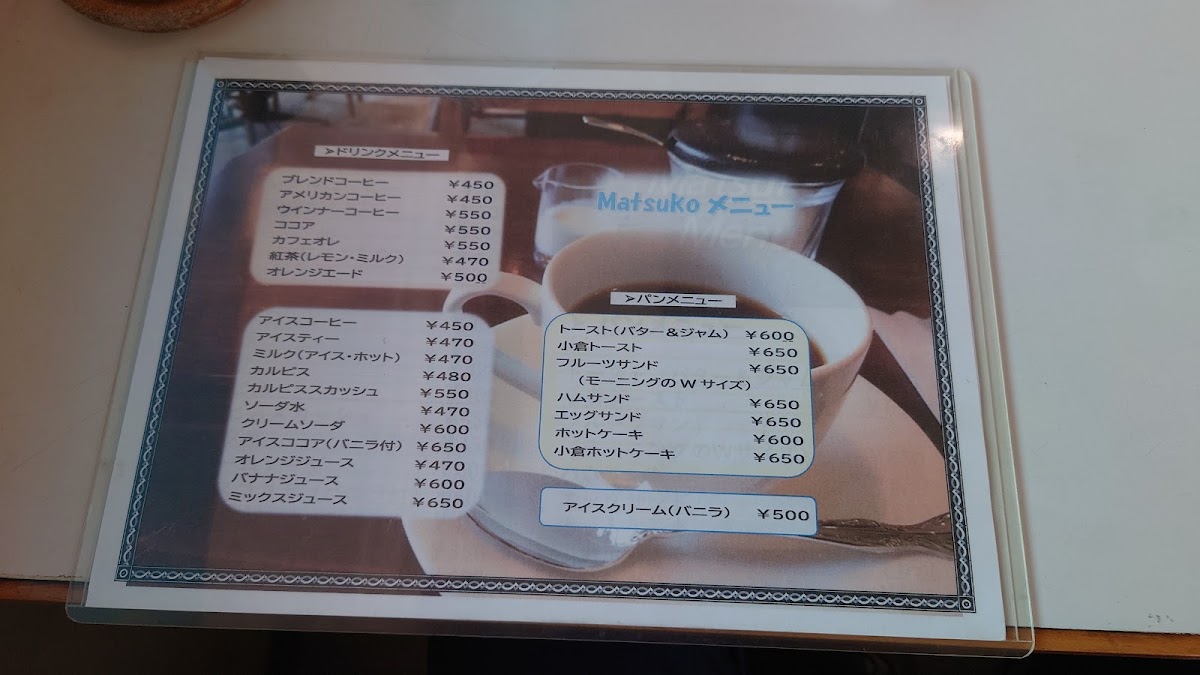 ➢ドリンクメニュー
ブレンドコーヒー ￥450
アメリカンコーヒー ￥450
ウインナーコーヒー ￥550
ココア ￥550
カフェオレ ￥550
紅茶(レモン・ミルク) ￥470
オレンジエード ￥500
アイスコーヒー ￥450
アイスティー ￥470
ミルク(アイス・ホット) ￥470
カルピス ￥480
カルピススカッシュ ￥550
ソーダ水 ￥470
クリームソーダ ￥600
アイスココア(バニラ付) ￥650
オレンジジュース ￥470
バナナジュース ￥600
ミックスジュース ￥650
Matsuko メニュー
➢パンメニュー
トースト(バター＆ジャム) ￥600
小倉トースト ￥650
フルーツサンド ￥650
(モーニングのWサイズ)
ハムサンド ￥650
エッグサンド ￥650
ホットケーキ ￥600
小倉ホットケーキ ￥650
アイスクリーム(バニラ) ￥500